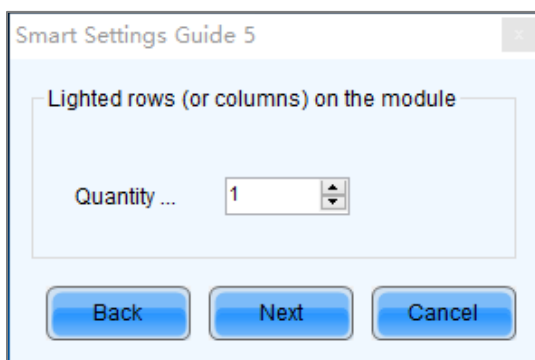 Smart Settings Guide 5
Lighted rows (or columns) on the module
Quantity ... 1
Back Next Cancel